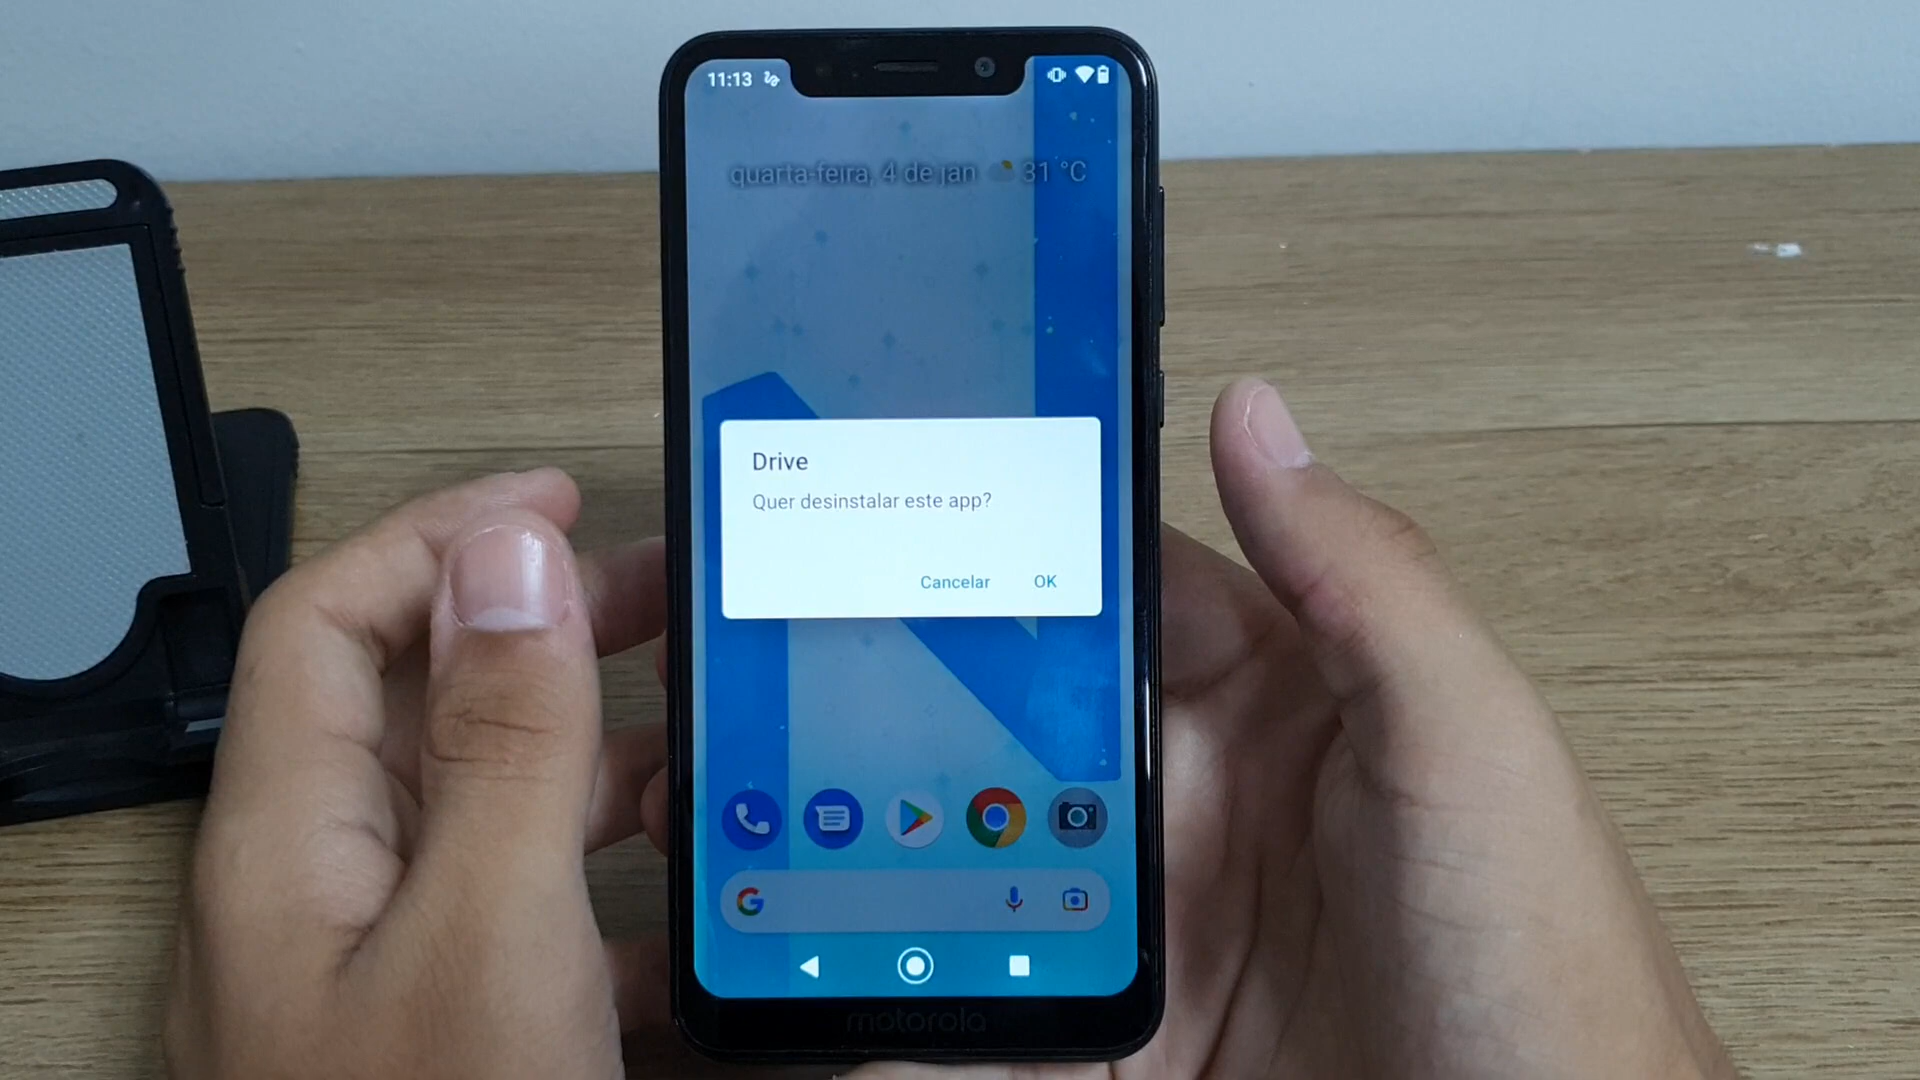 11:13
quarta-feira, 4 de jan 31 °C
Drive
Quer desinstalar este app?
Cancelar OK
motorola